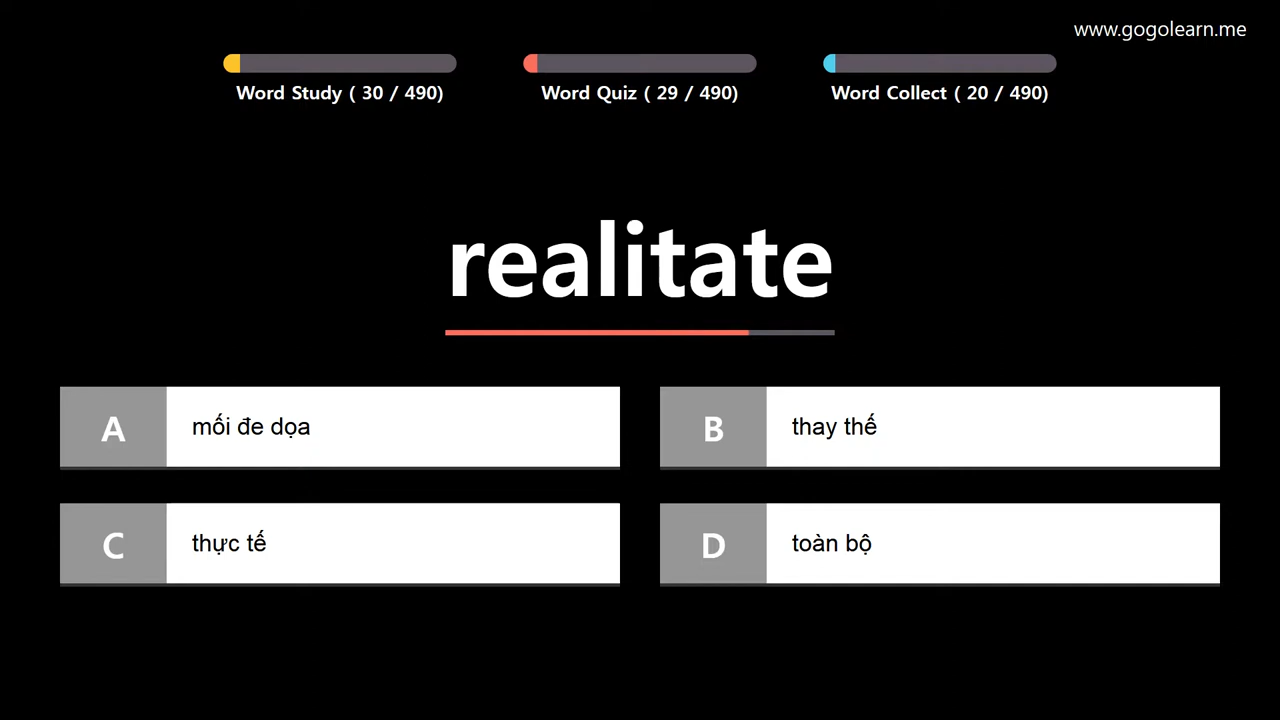 www.gogolearn.me
Word Study ( 30 / 490)
Word Quiz ( 29 / 490)
Word Collect ( 20 / 490)
realitate
A
mối đe dọa
B
thay thế
C
thực tế
D
toàn bộ